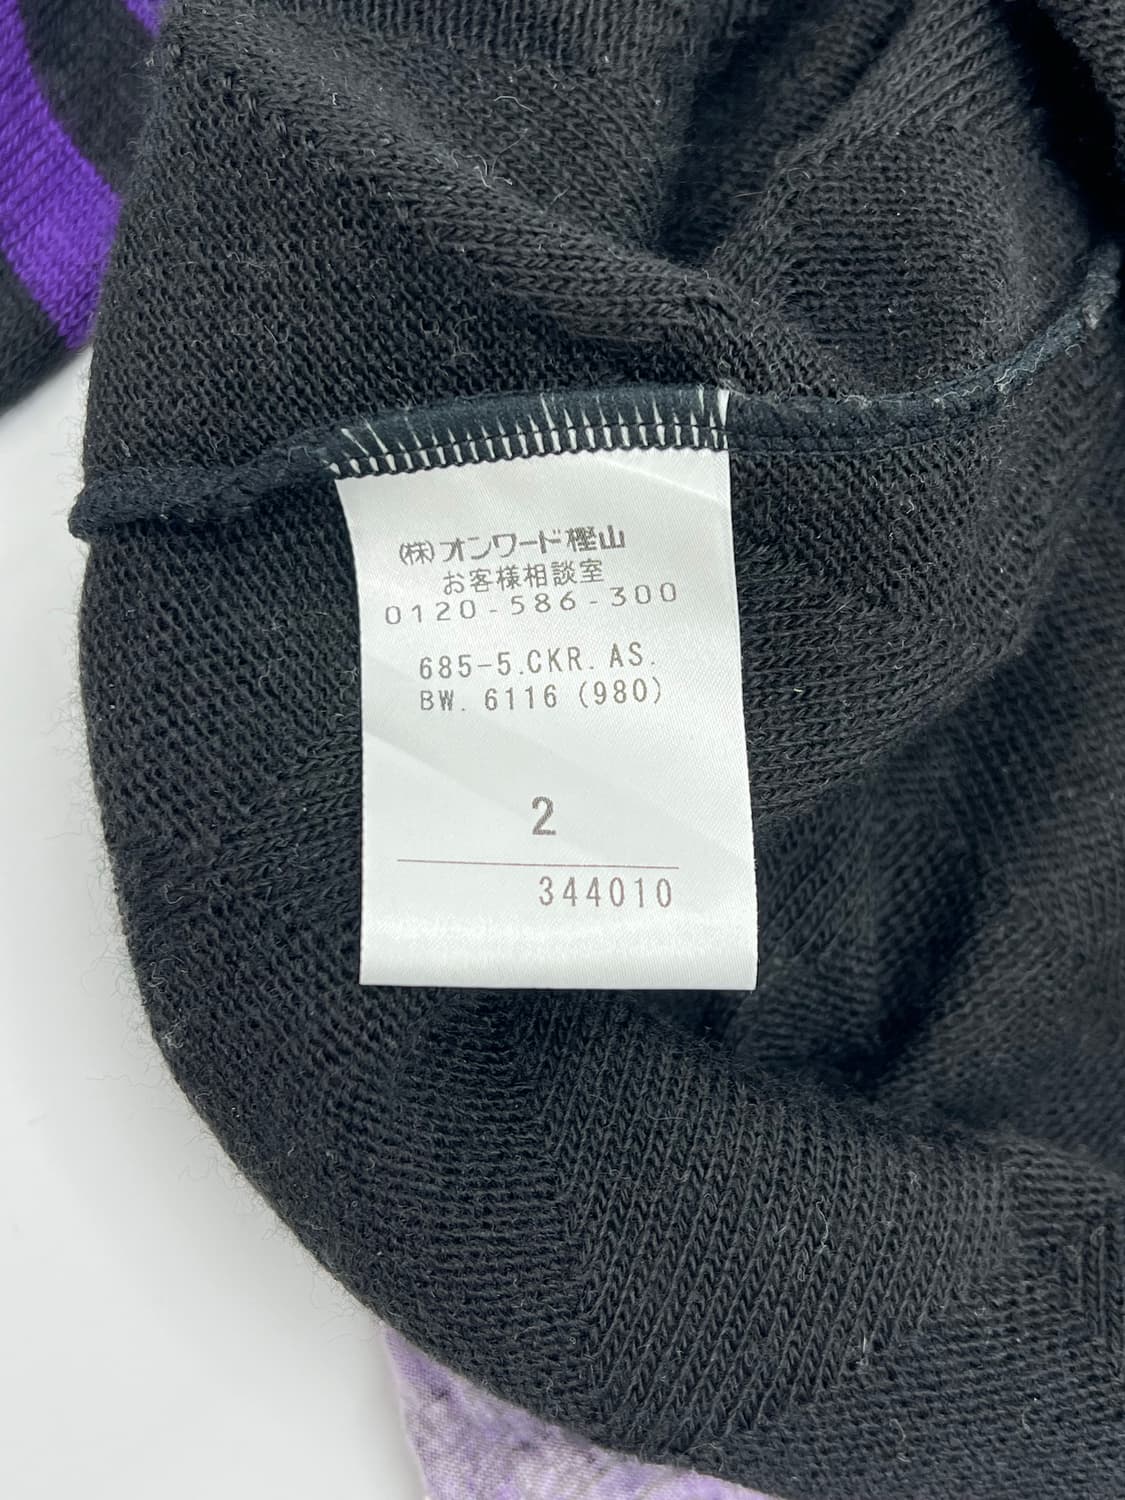 (株)オンワード樫山
お客様相談室
0120-586-300
685-5.CKR.AS.
BW.6116(980)
2
344010